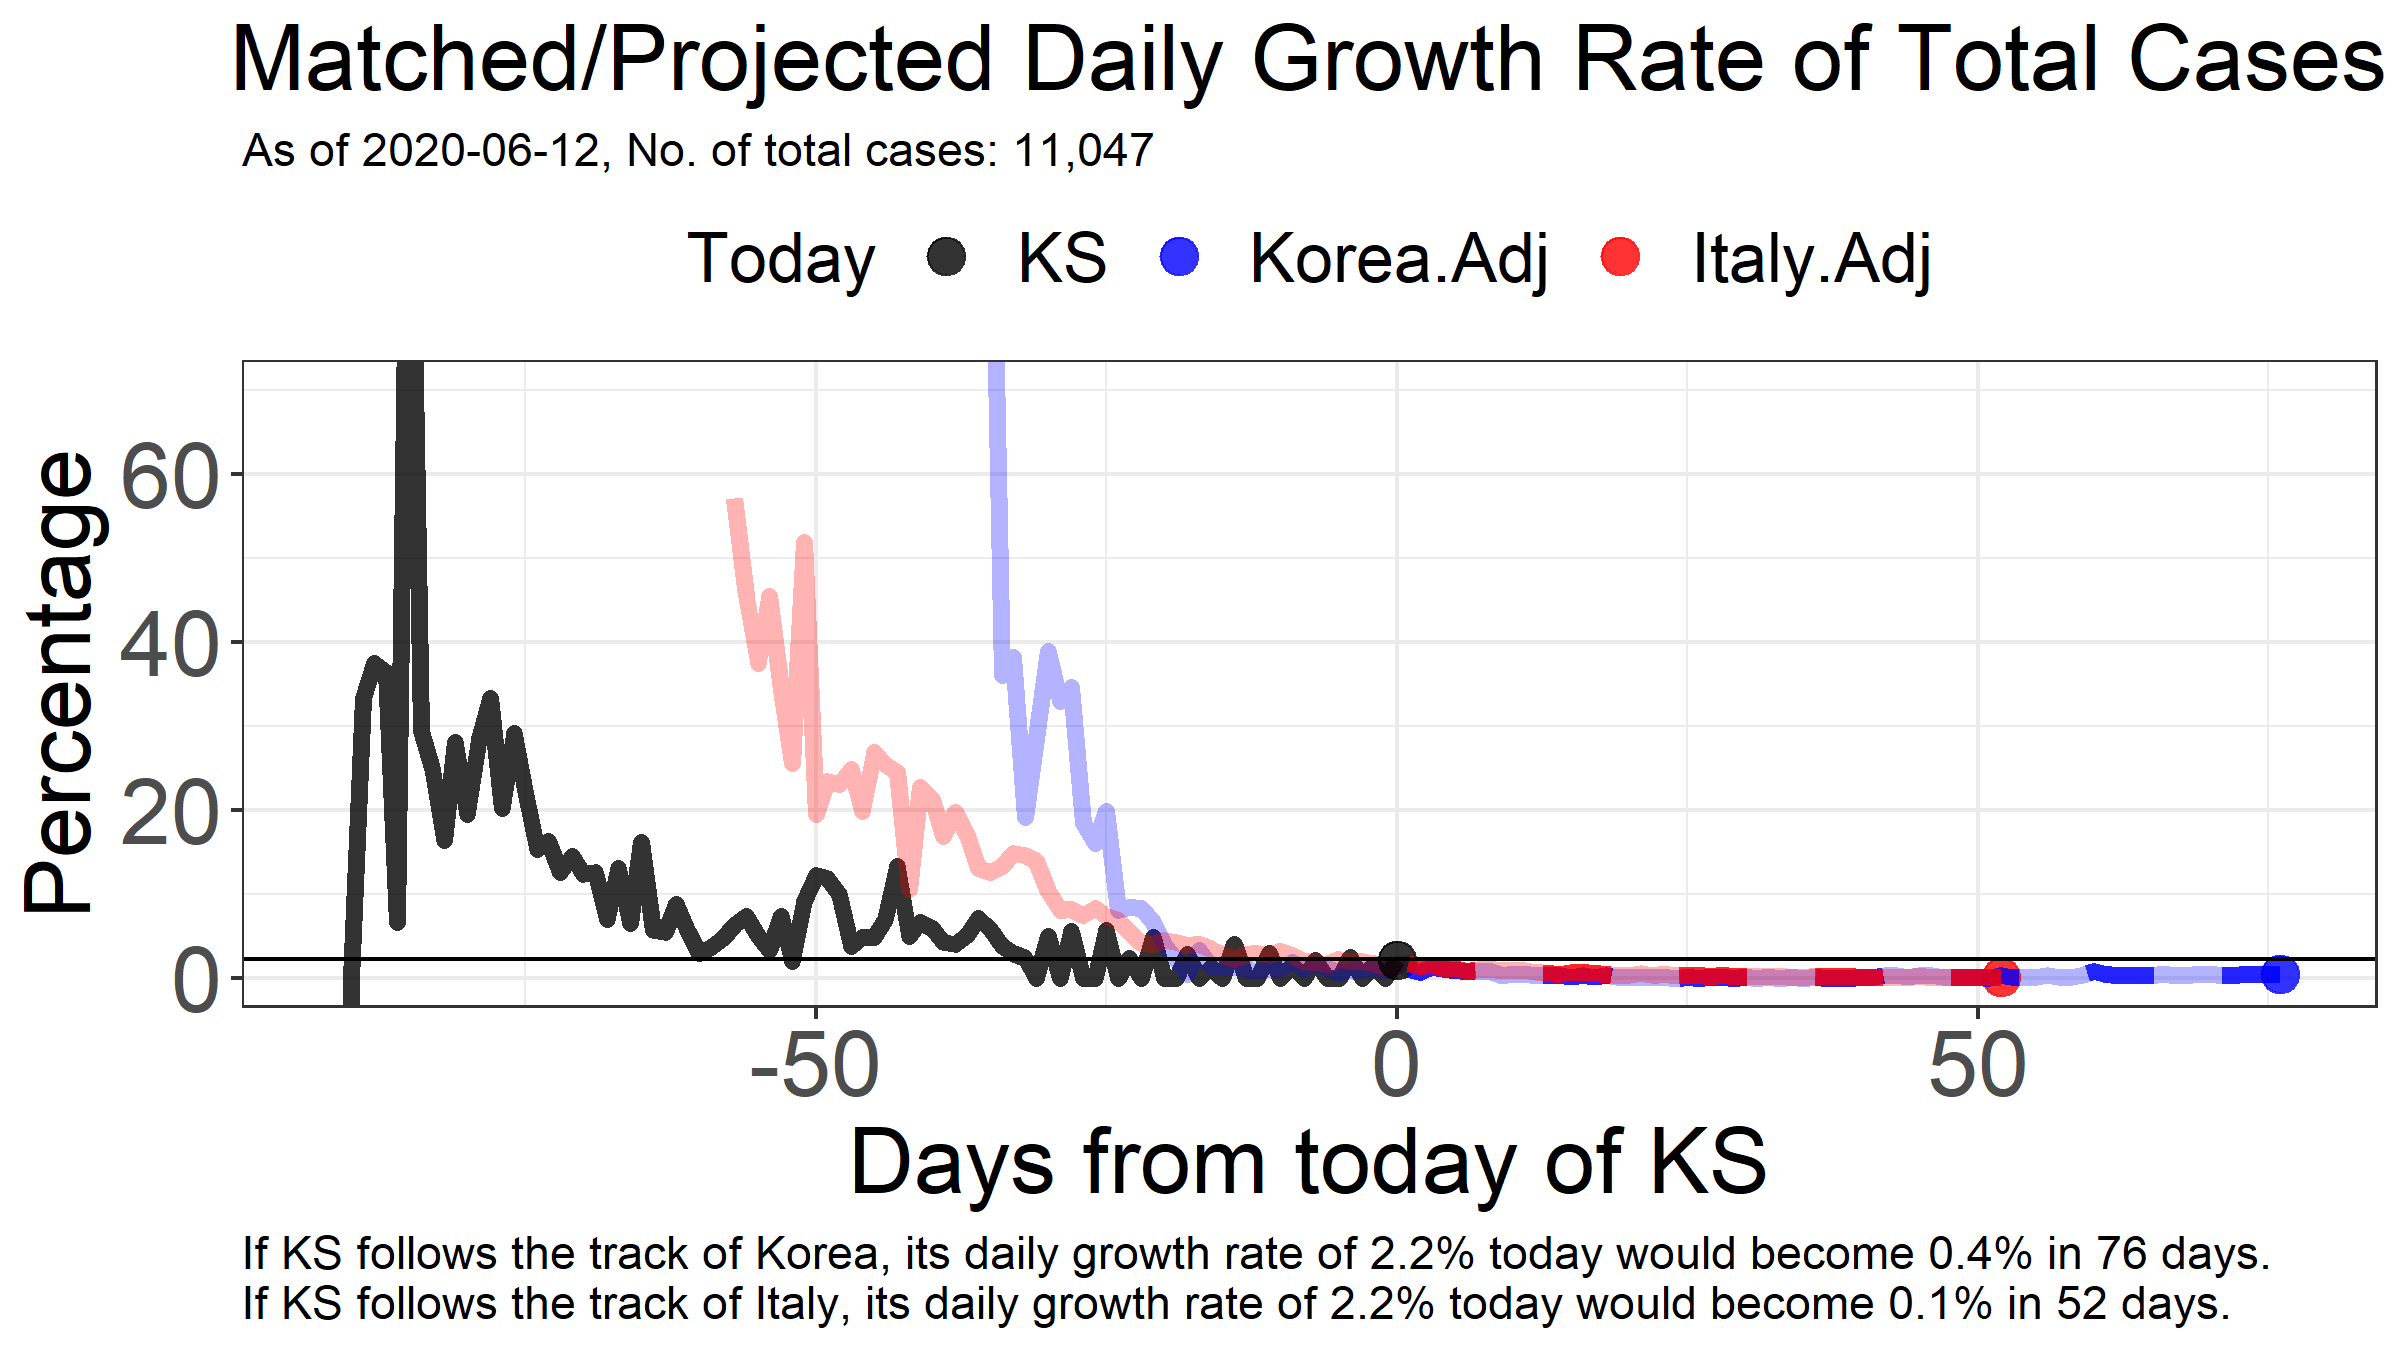 Matched/Projected Daily Growth Rate of Total Cases
As of 2020-06-12, No. of total cases: 11,047
Today KS Korea.Adj Italy.Adj
Percentage
60
40
20
0
-50 0 50
Days from today of KS
If KS follows the track of Korea, its daily growth rate of 2.2% today would become 0.4% in 76 days.
If KS follows the track of Italy, its daily growth rate of 2.2% today would become 0.1% in 52 days.